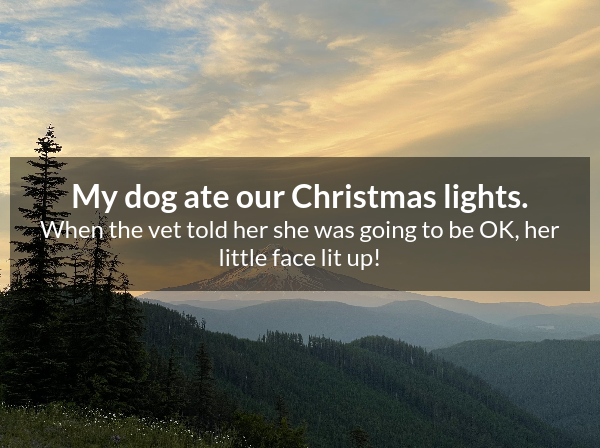 My dog ate our Christmas lights.
When the vet told her she was going to be OK, her
little face lit up!